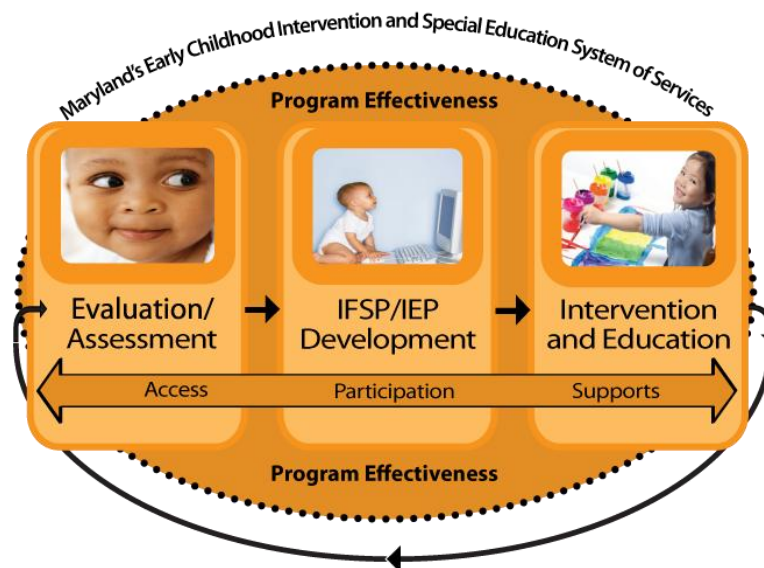 Maryland's Early Childhood Intervention and Special Education System of Services
Program Effectiveness
Evaluation/
Assessment
IFSP/IEP
Development
Intervention
and Education
Access
Participation
Supports
Program Effectiveness